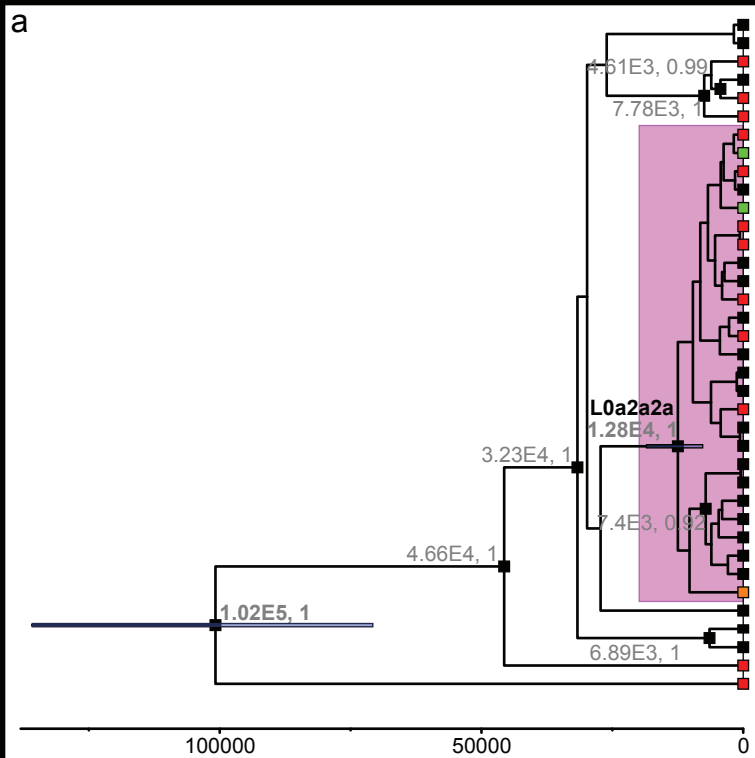 a
4.61E3, 0.99
7.78E3, 1
L0a2a2a
1.28E4, 1
3.23E4, 1
7.4E3, 0.92
4.66E4, 1
1.02E5, 1
6.89E3, 1
100000 50000 0